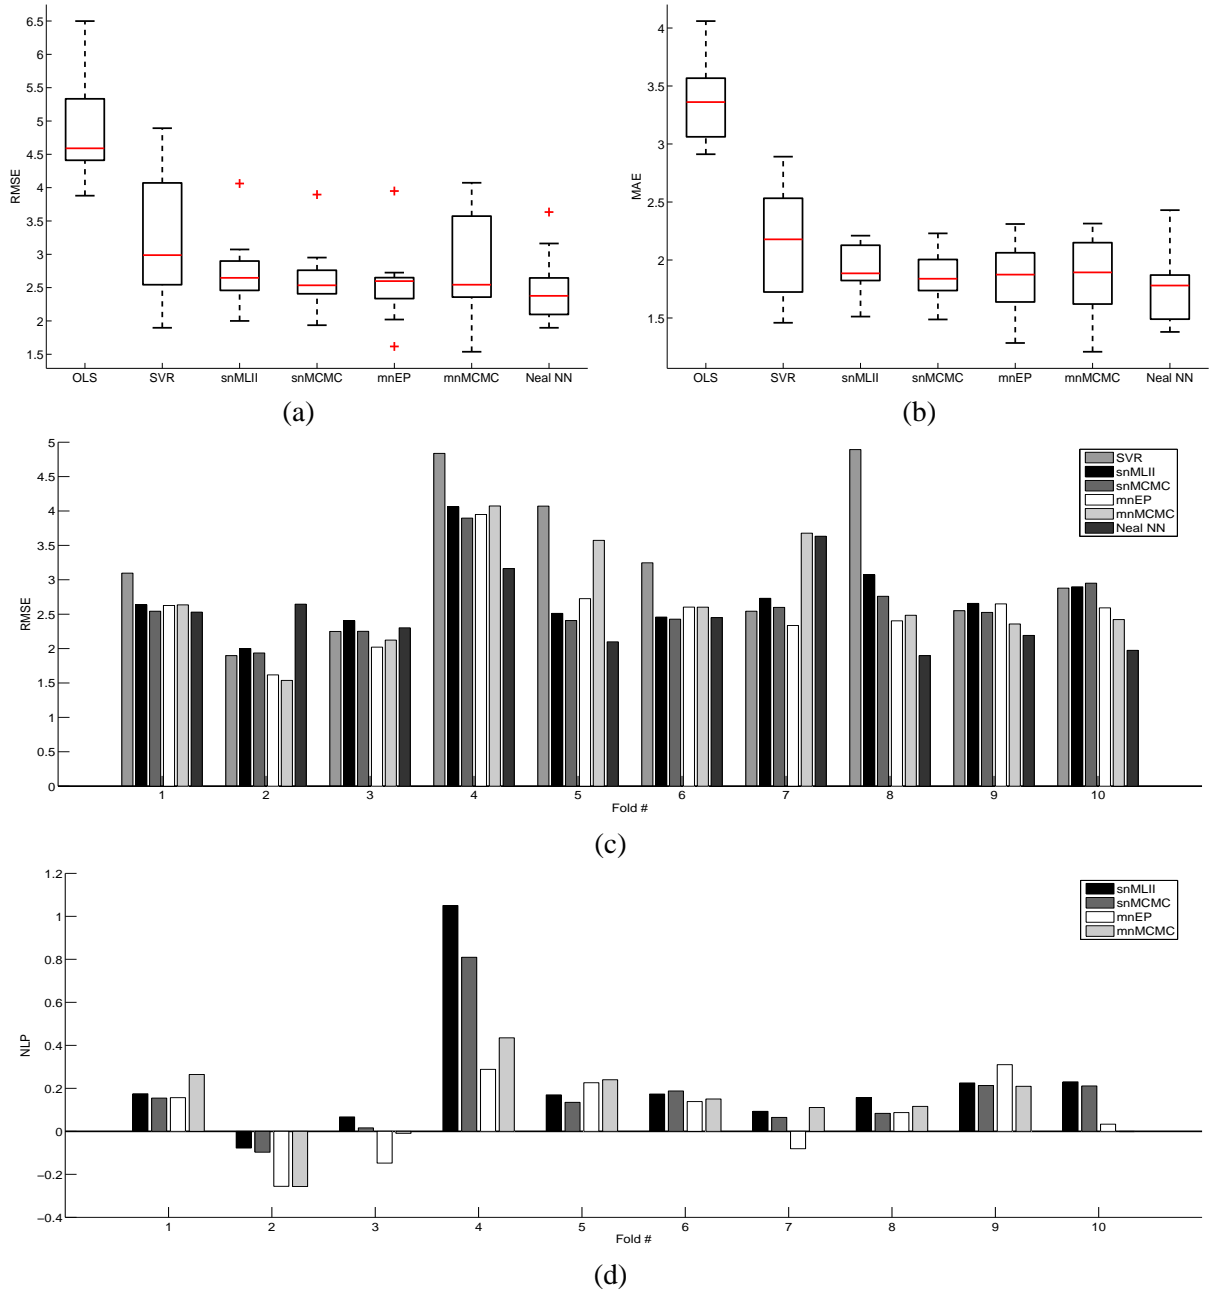 6.5
6
5.5
5
4.5
4
3.5
3
2.5
2
1.5
RMSE
OLS SVR snMLII snMCMC mnEP mnMCMC Neal NN
(a)
4
3.5
3
2.5
2
1.5
MAE
OLS SVR snMLII snMCMC mnEP mnMCMC Neal NN
(b)
5
4.5
4
3.5
3
2.5
2
1.5
1
0.5
0
RMSE
SVR
snMLII
snMCMC
mnEP
mnMCMC
Neal NN
1 2 3 4 5 6 7 8 9 10
Fold #
(c)
1.2
1
0.8
0.6
0.4
0.2
0
−0.2
−0.4
NLP
snMLII
snMCMC
mnEP
mnMCMC
1 2 3 4 5 6 7 8 9 10
Fold #
(d)